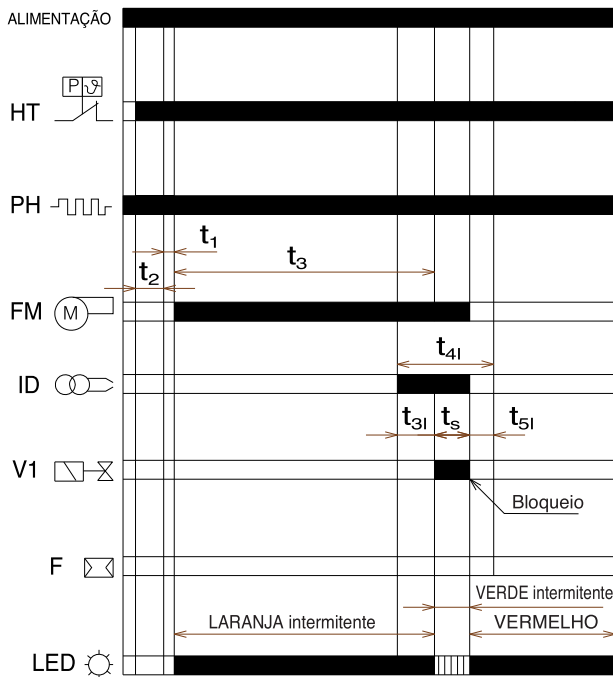 ALIMENTAÇÃO
P ϑ
HT
PH
t1
t3
t2
FM M
t4l
ID
t3l ts t5l
V1
Bloqueio
F
VERDE intermitente
LARANJA intermitente VERMELHO
LED